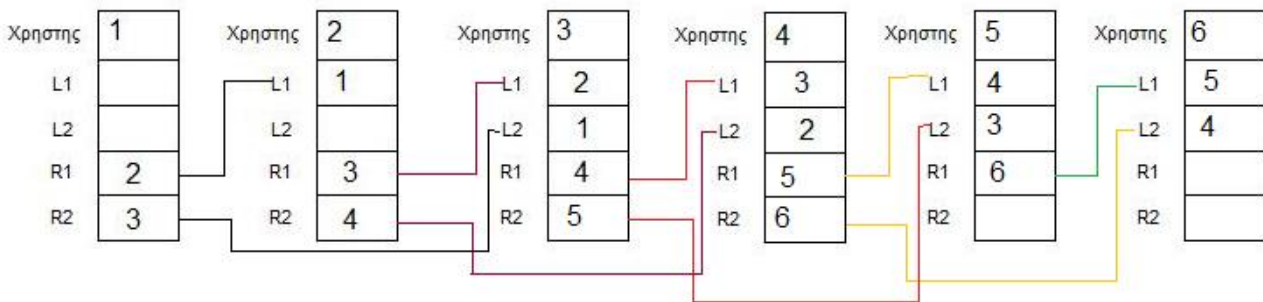 Χρηστης 1 Χρηστης 2 Χρηστης 3 Χρηστης 4 Χρηστης 5 Χρηστης 6
L1 L1 1 L1 2 L1 3 L1 4 L1 5
L2 L2 L2 1 L2 2 L2 3 L2 4
R1 2 R1 3 R1 4 R1 5 R1 6 R1
R2 3 R2 4 R2 5 R2 6 R2 R2